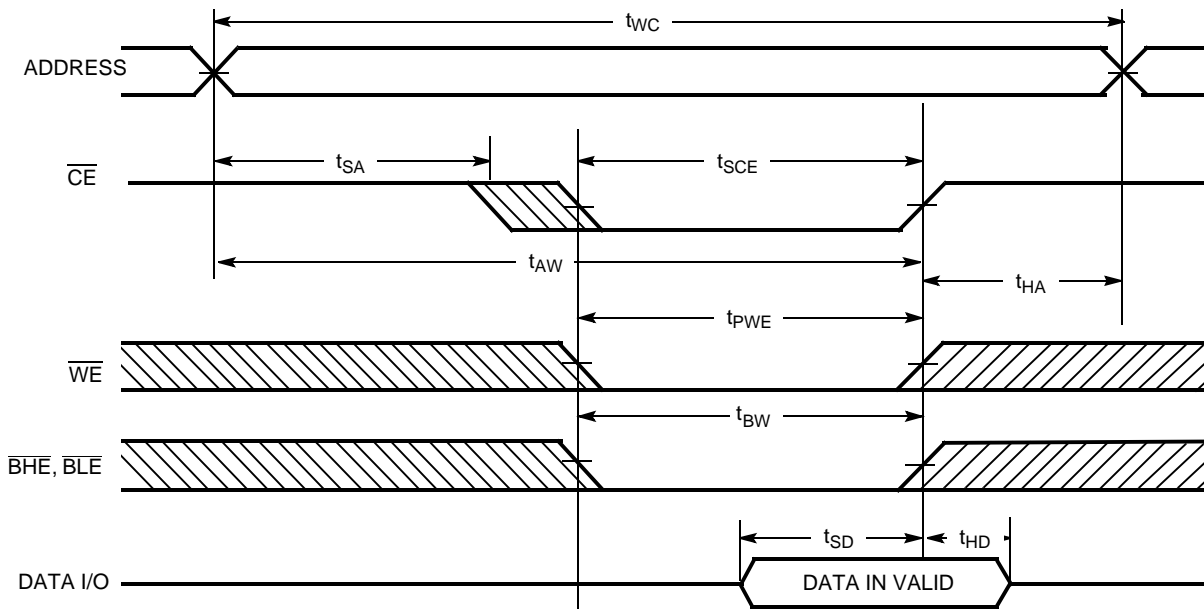 tWC
ADDRESS
tSA
tSCE
CE
tAW
tHA
tPWE
WE
tBW
BHE, BLE
tSD
tHD
DATA I/O
DATA IN VALID